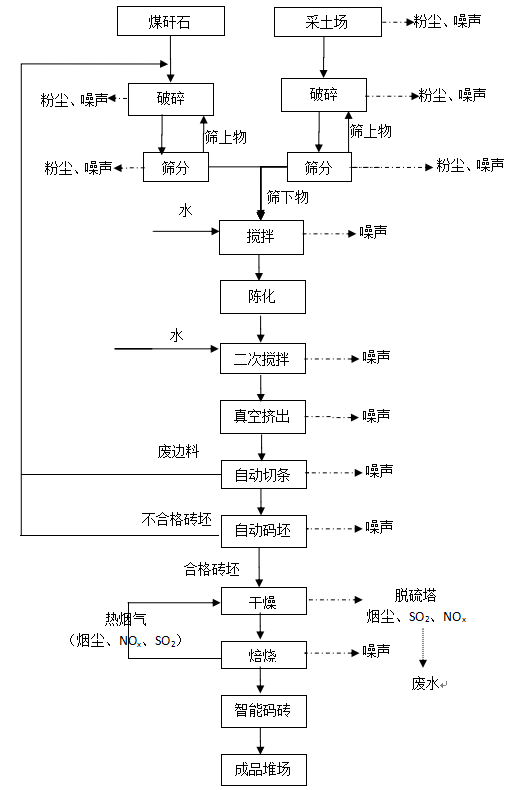 煤矸石
采土场
粉尘、噪声
粉尘、噪声
破碎
破碎
粉尘、噪声
筛上物
筛上物
粉尘、噪声
筛分
筛分
粉尘、噪声
筛下物
水
搅拌
噪声
陈化
水
二次搅拌
噪声
真空挤出
噪声
废边料
自动切条
噪声
不合格砖坯
自动码坯
噪声
合格砖坯
干燥
脱硫塔
烟尘、SO₂、NOₓ
热烟气
（烟尘、NOₓ、SO₂）
焙烧
噪声
废水
智能码砖
成品堆场